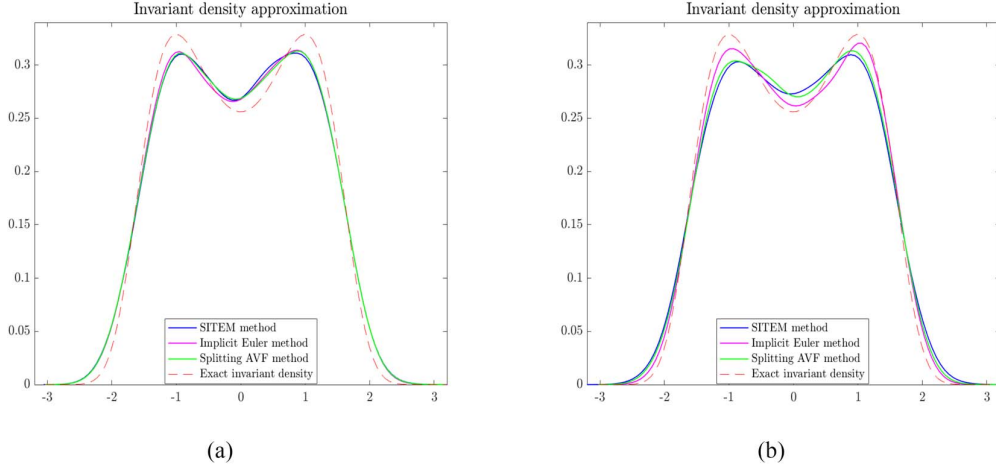 Invariant density approximation
0.3
0.25
0.2
0.15
0.1
0.05
0
SITEM method
Implicit Euler method
Splitting AVF method
Exact invariant density
-3 -2 -1 0 1 2 3
(a)
Invariant density approximation
0.3
0.25
0.2
0.15
0.1
0.05
0
SITEM method
Implicit Euler method
Splitting AVF method
Exact invariant density
-3 -2 -1 0 1 2 3
(b)